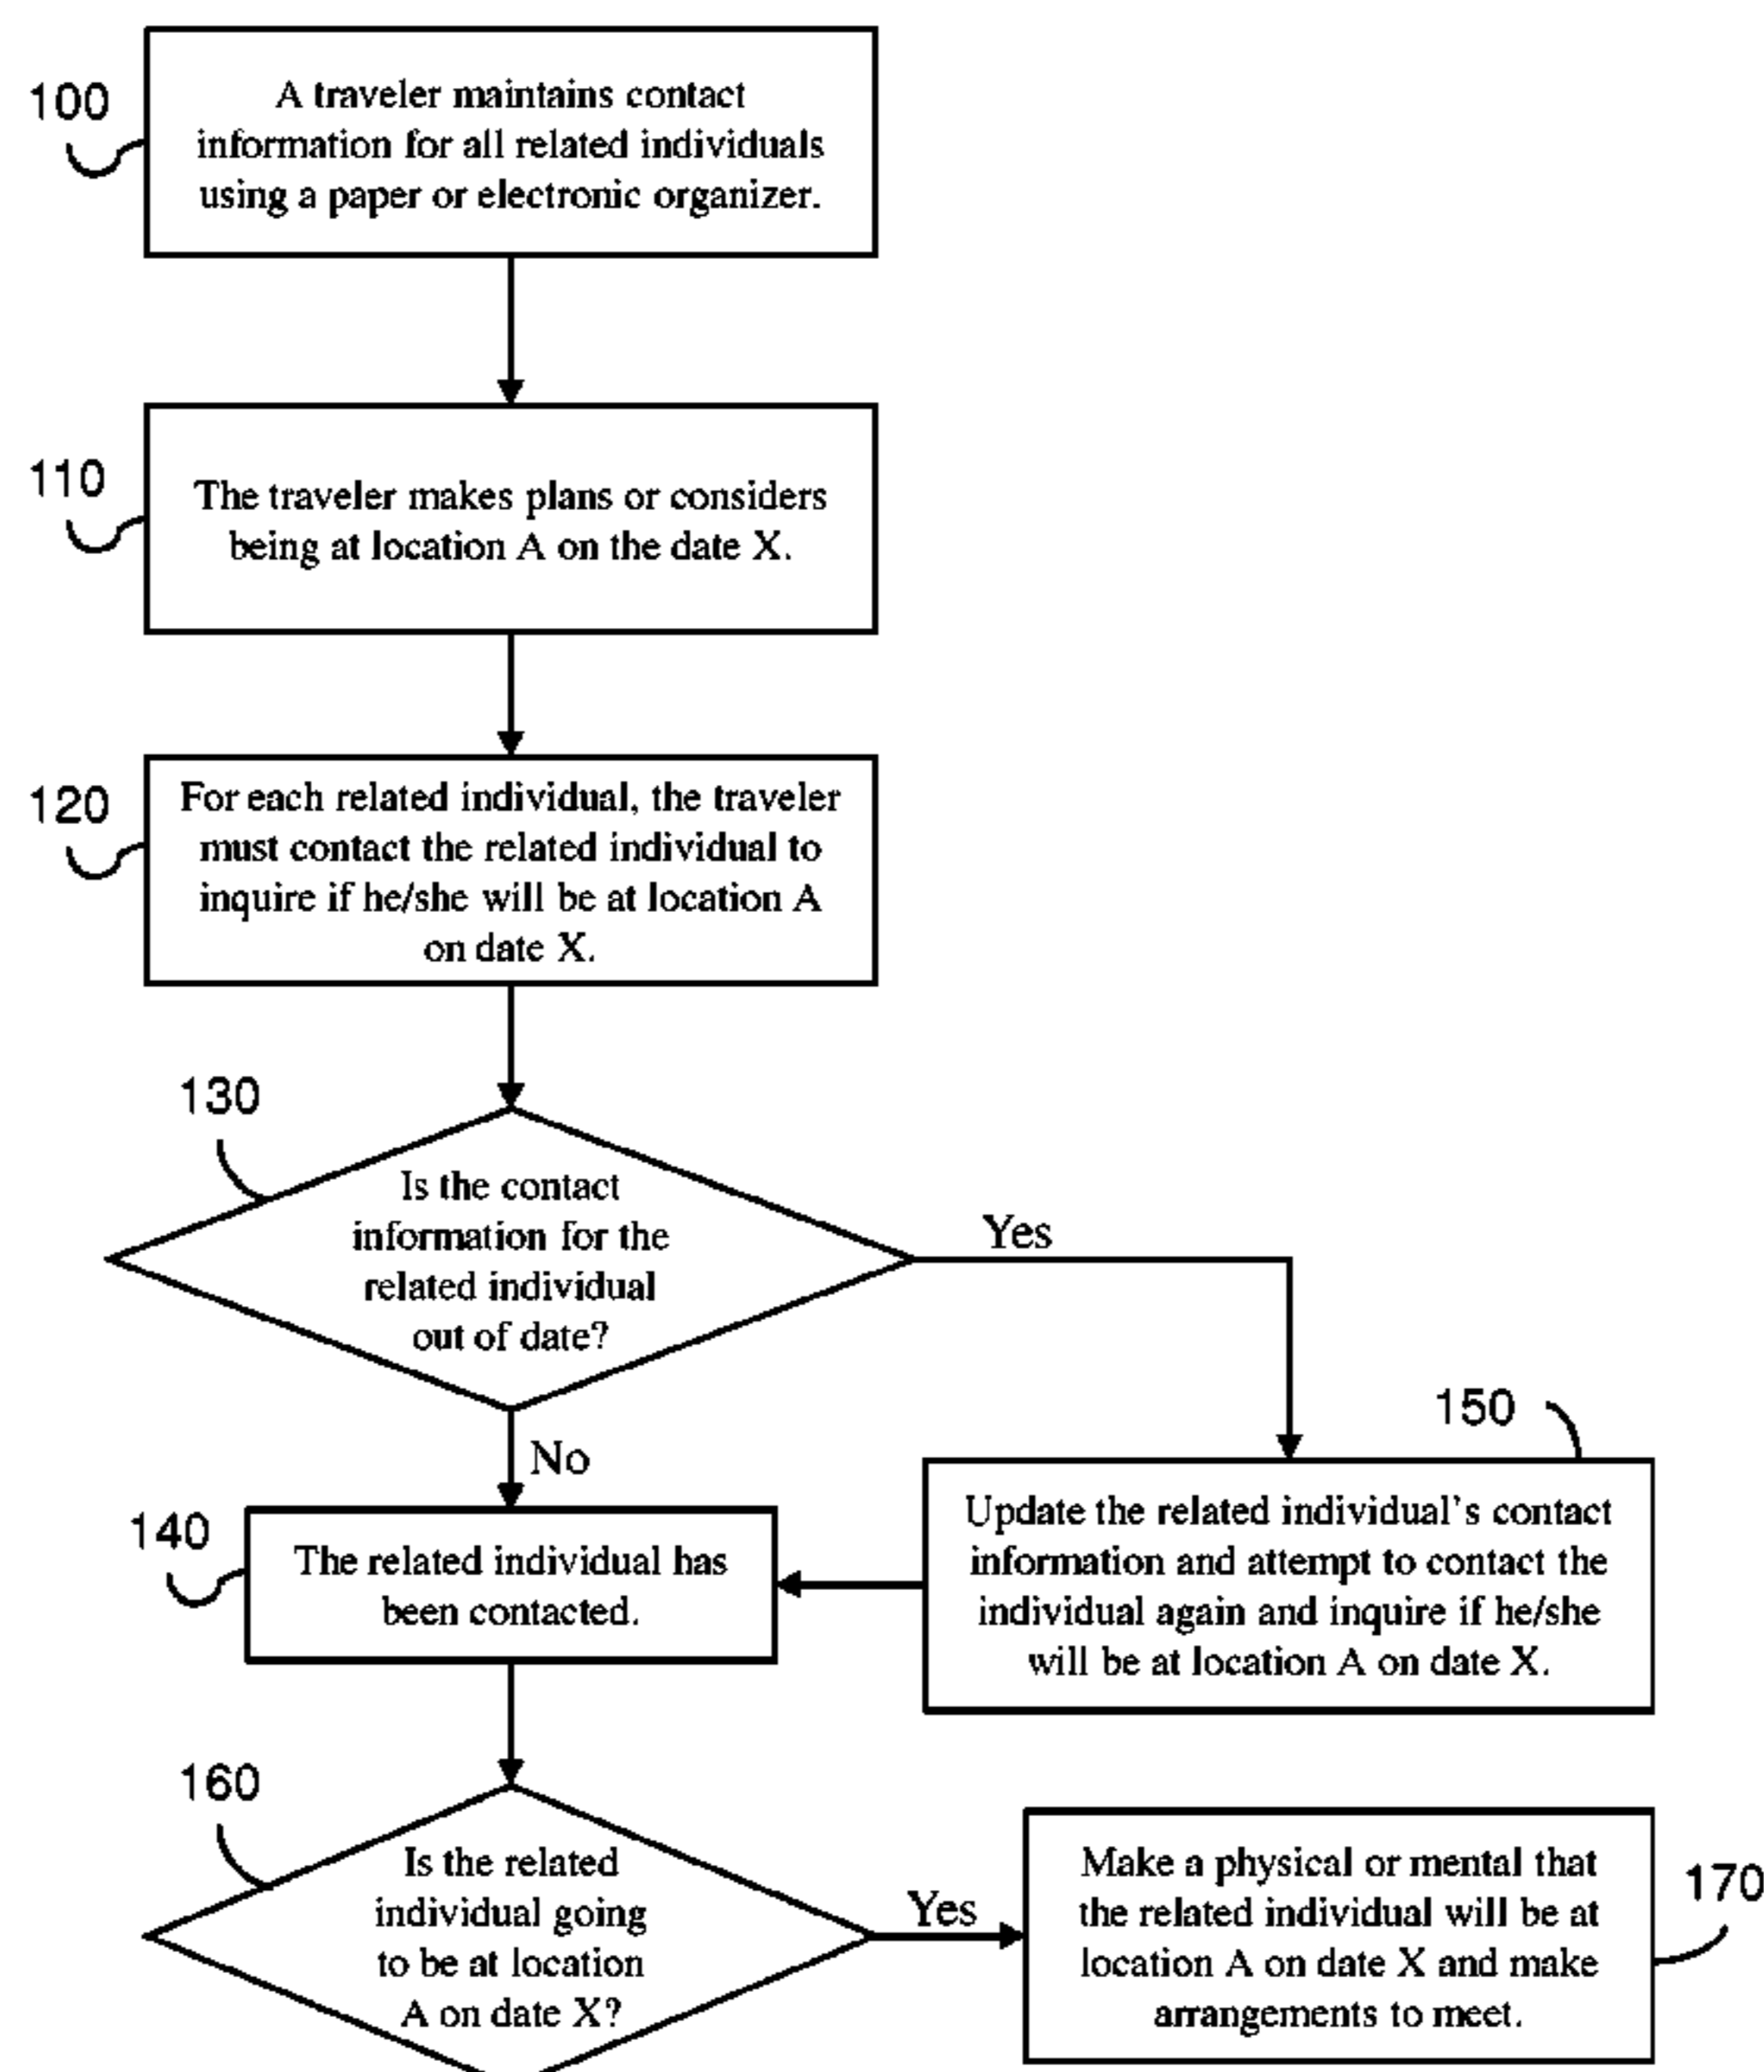 100
A traveler maintains contact
information for all related individuals
using a paper or electronic organizer.
110
The traveler makes plans or considers
being at location A on the date X.
120
For each related individual, the traveler
must contact the related individual to
inquire if he/she will be at location A
on date X.
130
Is the contact
information for the
related individual
out of date?
Yes
No
150
Update the related individual's contact
information and attempt to contact the
individual again and inquire if he/she
will be at location A on date X.
140
The related individual has
been contacted.
160
Is the related
individual going
to be at location
A on date X?
Yes
170
Make a physical or mental that
the related individual will be at
location A on date X and make
arrangements to meet.